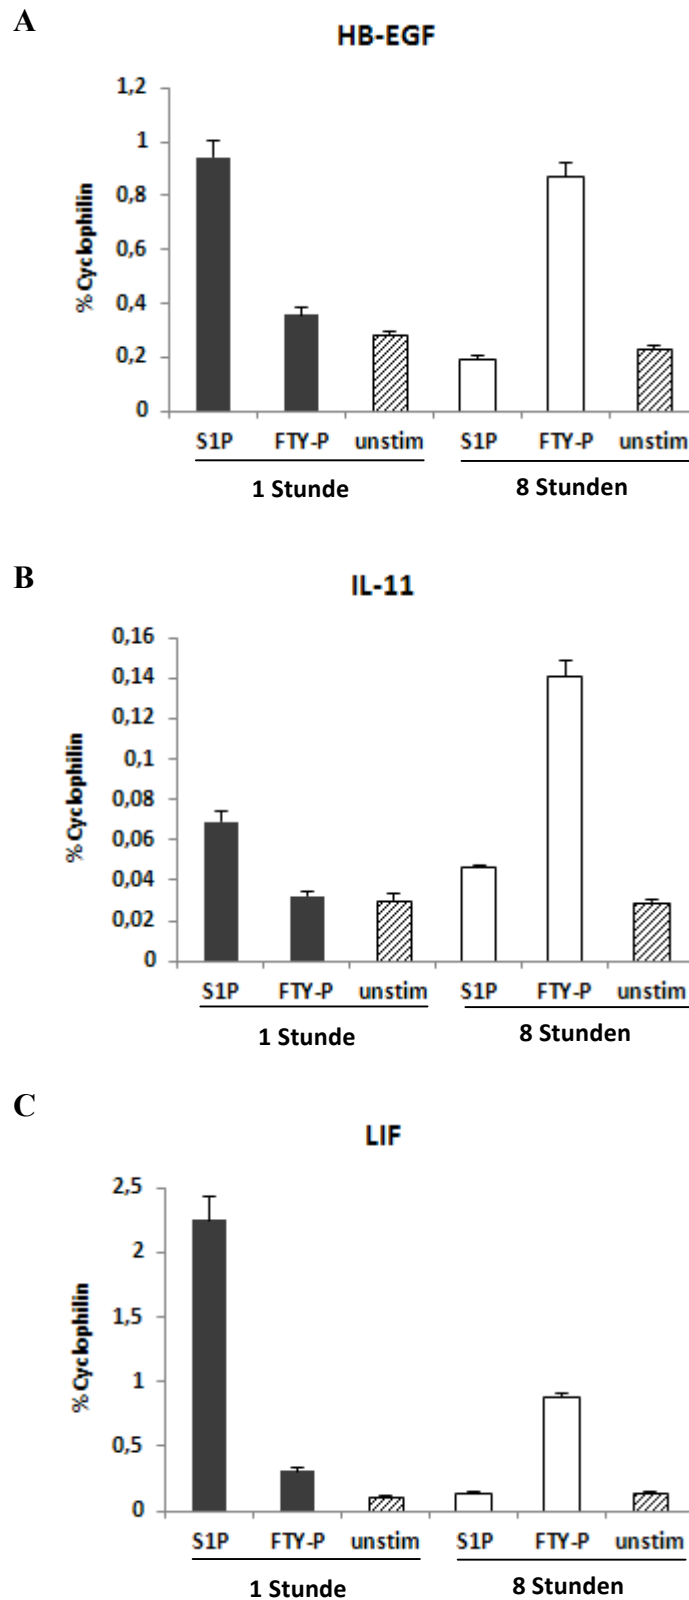 A
HB-EGF
1,2
1
0,8
0,6
0,4
0,2
0
% Cyclophilin
S1P FTY-P unstim S1P FTY-P unstim
1 Stunde 8 Stunden
B
IL-11
0,16
0,14
0,12
0,1
0,08
0,06
0,04
0,02
0
% Cyclophilin
S1P FTY-P unstim S1P FTY-P unstim
1 Stunde 8 Stunden
C
LIF
2,5
2
1,5
1
0,5
0
% Cyclophilin
S1P FTY-P unstim S1P FTY-P unstim
1 Stunde 8 Stunden